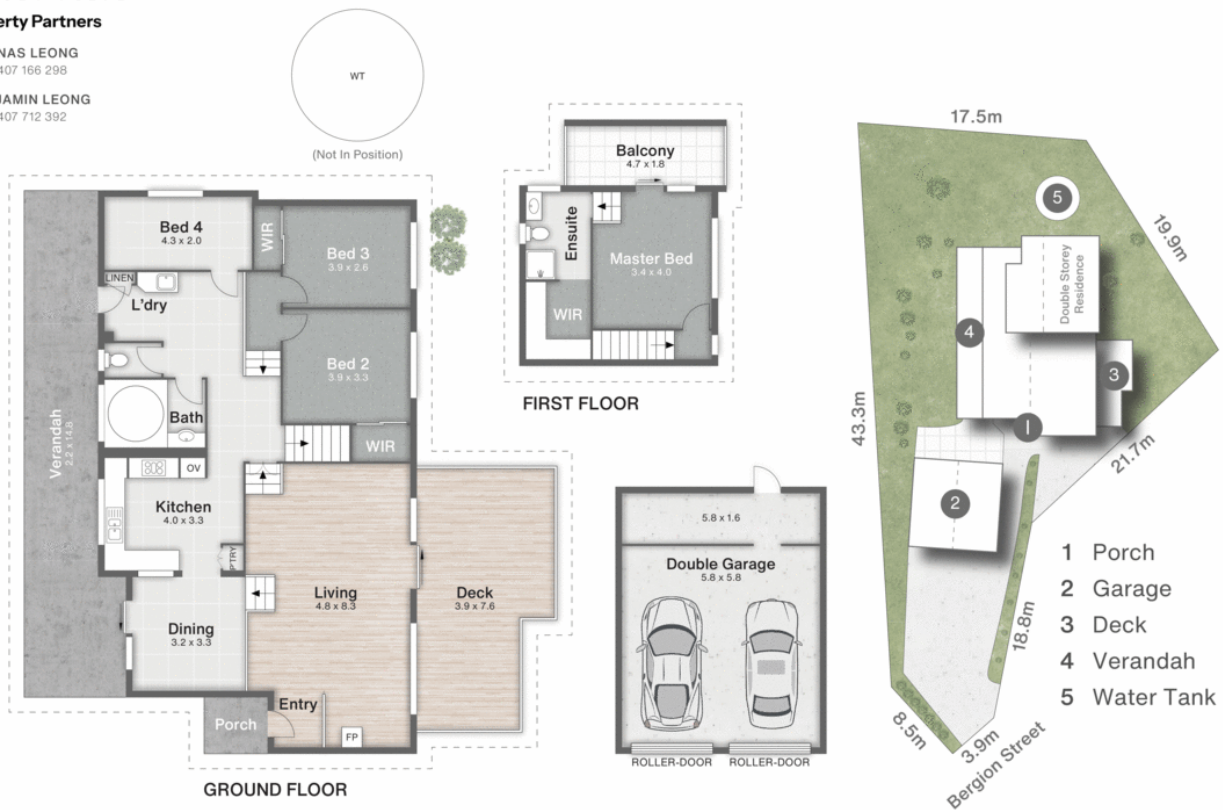 erty Partners
NAS LEONG
407 166 298
JAMIN LEONG
407 712 392
WT
(Not In Position)
Bed 4
4.3 x 2.0
WIR
Bed 3
3.9 x 2.6
LINEN
L'dry
Bed 2
3.9 x 3.3
Bath
WIR
Verandah
2.2 x 14.8
OV
Kitchen
4.0 x 3.3
P'TRY
Living
4.8 x 8.3
Deck
3.9 x 7.6
Dining
3.2 x 3.3
Entry
Porch
FP
GROUND FLOOR
Balcony
4.7 x 1.8
Ensuite
Master Bed
3.4 x 4.0
WIR
FIRST FLOOR
5.8 x 1.6
Double Garage
5.8 x 5.8
ROLLER-DOOR
ROLLER-DOOR
17.5m
19.9m
5
Double Storey
Residence
4
3
43.3m
1
21.7m
2
18.8m
8.5m
3.9m
Bergion Street
1 Porch
2 Garage
3 Deck
4 Verandah
5 Water Tank